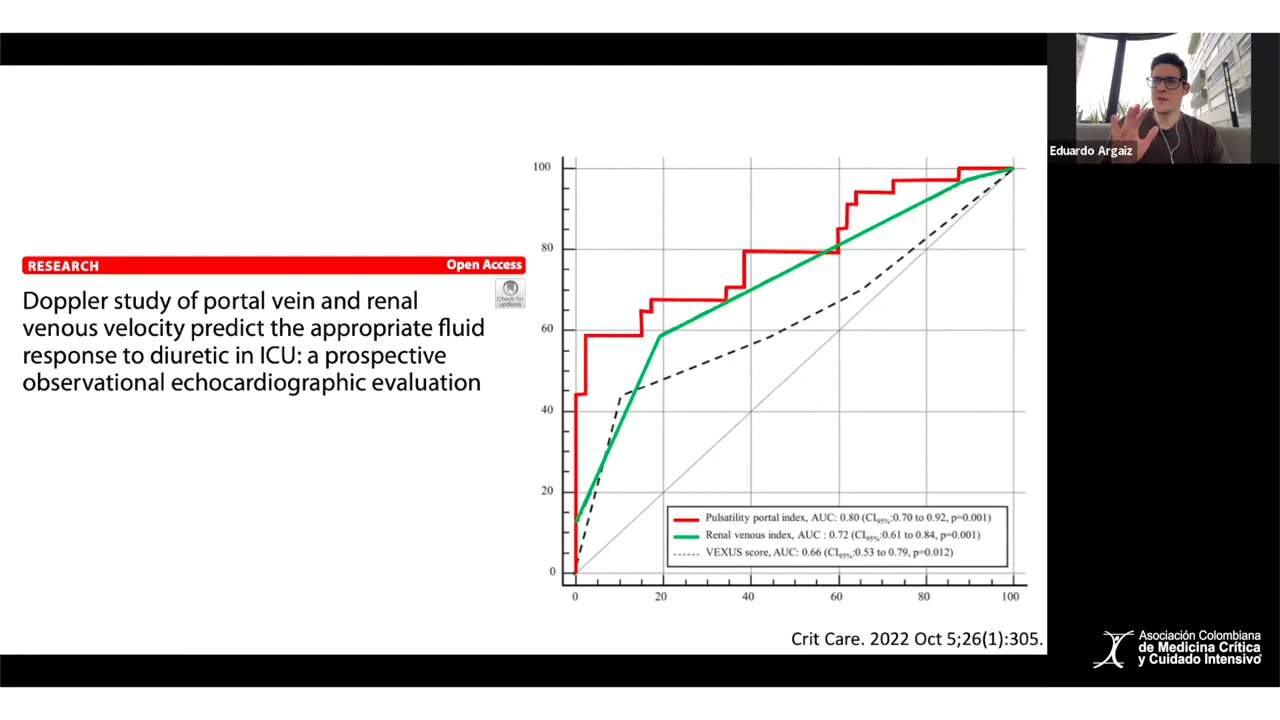 Eduardo Argaiz
RESEARCH
Open Access
Check for
updates
Doppler study of portal vein and renal
venous velocity predict the appropriate fluid
response to diuretic in ICU: a prospective
observational echocardiographic evaluation
100
80
60
40
20
0
0 20 40 60 80 100
Pulsatility portal index, AUC: 0.80 (CI95%:0.70 to 0.92, p=0.001)
Renal venous index, AUC : 0.72 (CI95%:0.61 to 0.84, p=0.001)
VEXUS score, AUC: 0.66 (CI95%:0.53 to 0.79, p=0.012)
Crit Care. 2022 Oct 5;26(1):305.
Asociación Colombiana
de Medicina Crítica
y Cuidado Intensivo